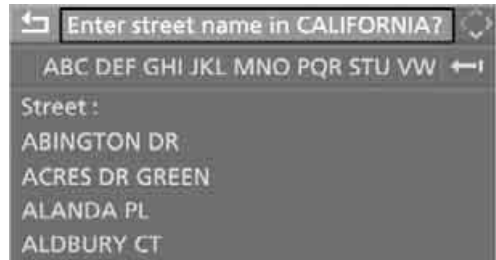 Enter street name in CALIFORNIA?
ABC DEF GHI JKL MNO PQR STU VW
Street :
ABINGTON DR
ACRES DR GREEN
ALANDA PL
ALDBURY CT